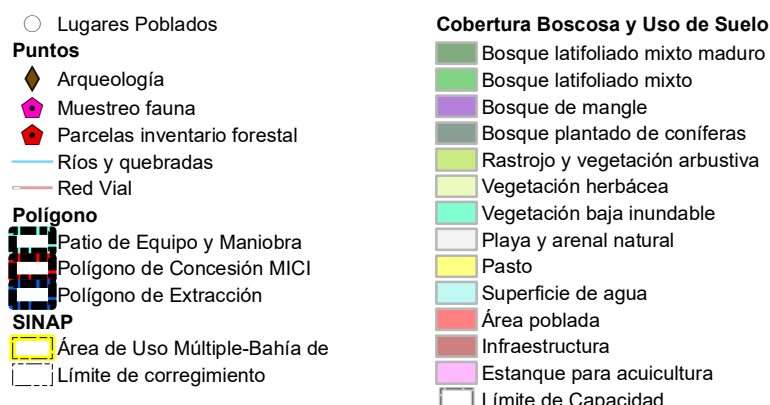 Lugares Poblados
Puntos
Arqueología
Muestreo fauna
Parcelas inventario forestal
Ríos y quebradas
Red Vial
Polígono
Patio de Equipo y Maniobra
Polígono de Concesión MICI
Polígono de Extracción
SINAP
Área de Uso Múltiple-Bahía de
Límite de corregimiento
Cobertura Boscosa y Uso de Suelo
Bosque latifoliado mixto maduro
Bosque latifoliado mixto
Bosque de mangle
Bosque plantado de coníferas
Rastrojo y vegetación arbustiva
Vegetación herbácea
Vegetación baja inundable
Playa y arenal natural
Pasto
Superficie de agua
Área poblada
Infraestructura
Estanque para acuicultura
Límite de Capacidad